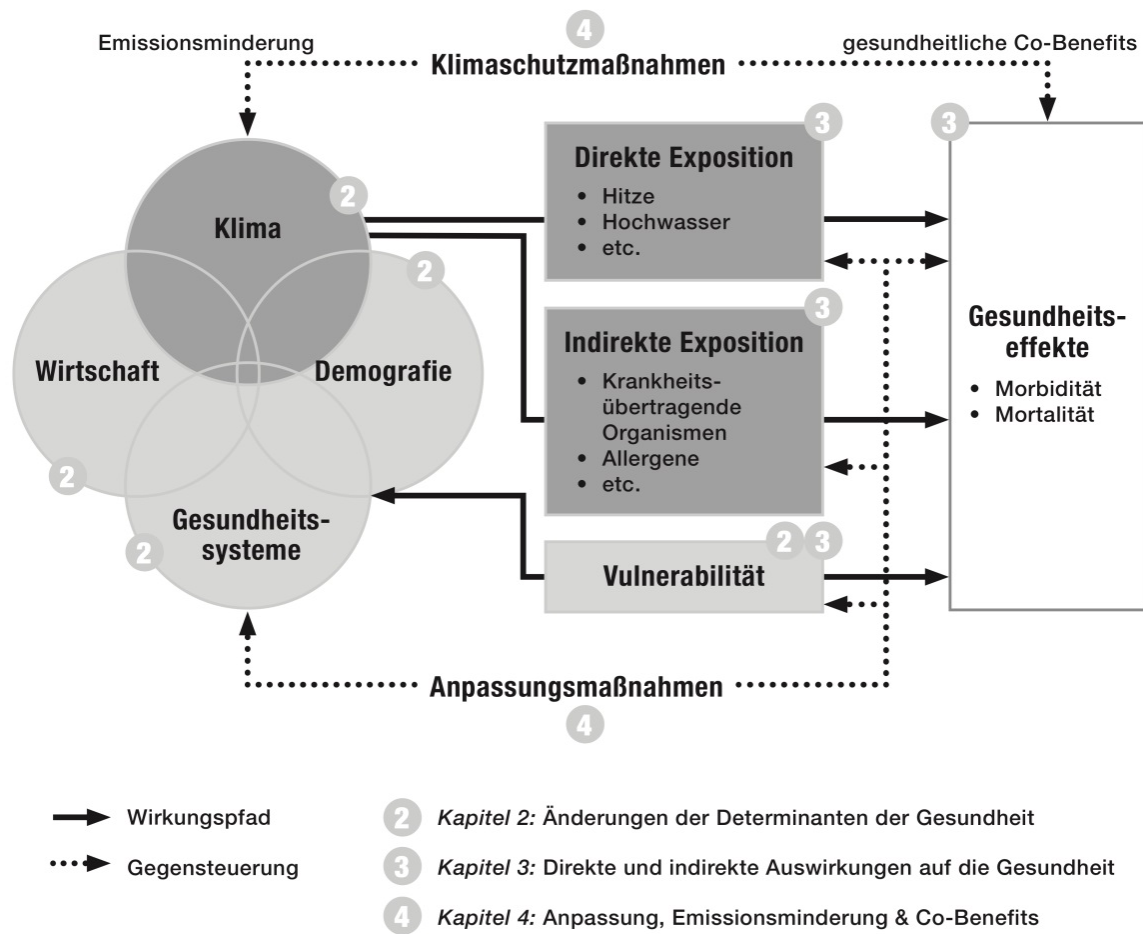 4
Emissionsminderung
gesundheitliche Co-Benefits
Klimaschutzmaßnahmen
3
3
Direkte Exposition
• Hitze
• Hochwasser
• etc.
2
Klima
2
3
Indirekte Exposition
• Krankheits-
übertragende
Organismen
• Allergene
• etc.
Gesundheits-
effekte
• Morbidität
• Mortalität
Wirtschaft
Demografie
2
Gesundheits-
systeme
2
2 3
Vulnerabilität
Anpassungsmaßnahmen
4
Wirkungspfad
Gegensteuerung
2 Kapitel 2: Änderungen der Determinanten der Gesundheit
3 Kapitel 3: Direkte und indirekte Auswirkungen auf die Gesundheit
4 Kapitel 4: Anpassung, Emissionsminderung & Co-Benefits